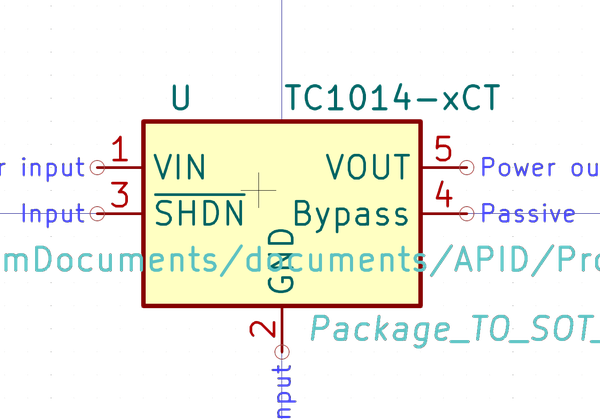 U TC1014-xCT
r input 1 VIN VOUT 5 Power ou
Input 3 SHDN Bypass 4 Passive
mDocuments/documents/APID/Pro
GND
2 Package_TO_SOT_
nput